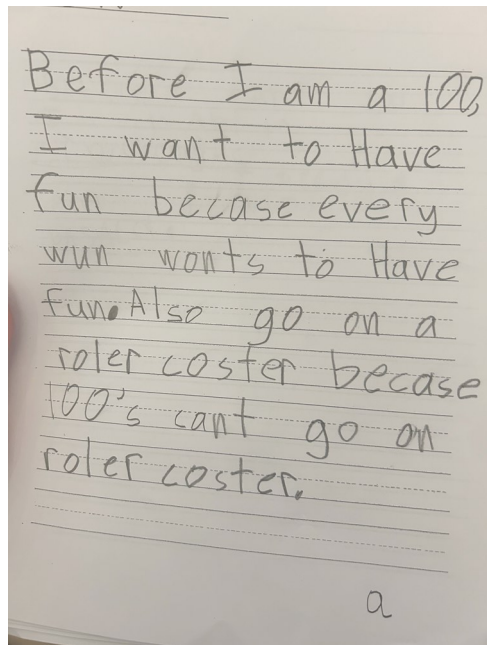 Before I am a 100,
I want to Have
fun becase every
wun wonts to Have
fun. Also go on a
roler coster becase
100's cant go on
roler coster.
a